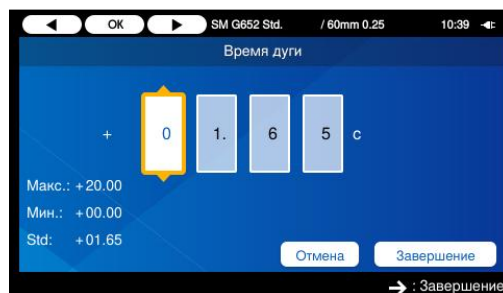 OK SM G652 Std. / 60mm 0.25 10:39
Время дуги
+ 0 1. 6 5 с
Макс.: +20.00
Мин.: +00.00
Std: +01.65
Отмена Завершение
→ : Завершение